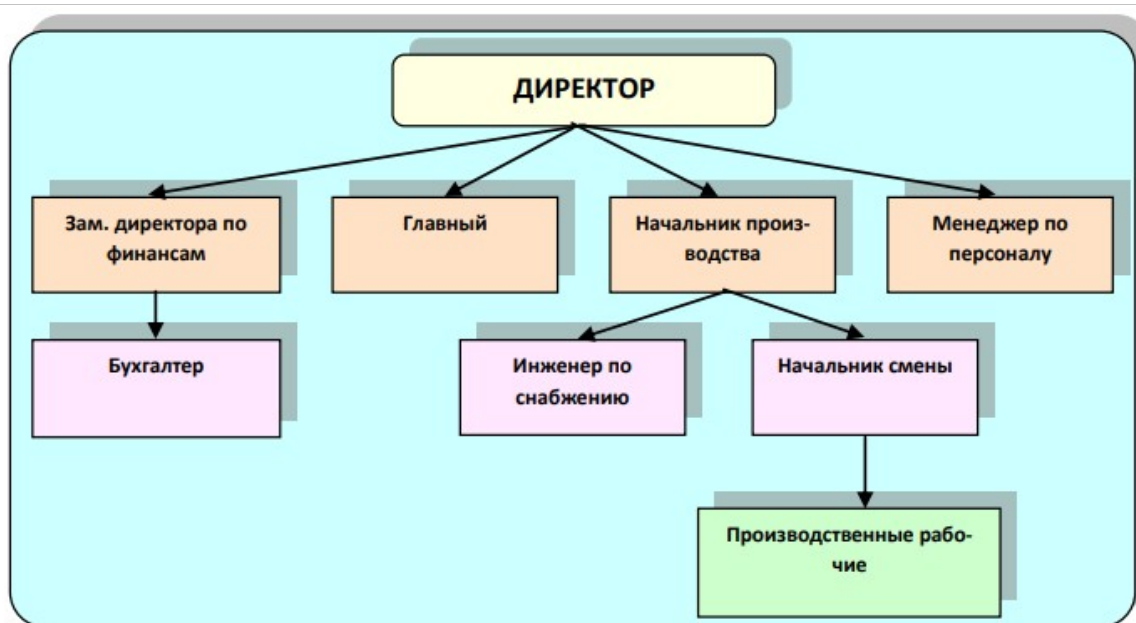 ДИРЕКТОР
Зам. директора по
финансам
Главный
Начальник произ-
водства
Менеджер по
персоналу
Бухгалтер
Инженер по
снабжению
Начальник смены
Производственные рабо-
чие